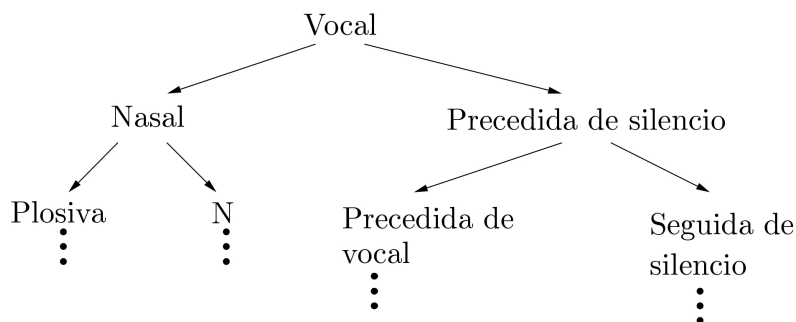 Vocal
Nasal
Precedida de silencio
Plosiva
N
Precedida de
vocal
Seguida de
silencio